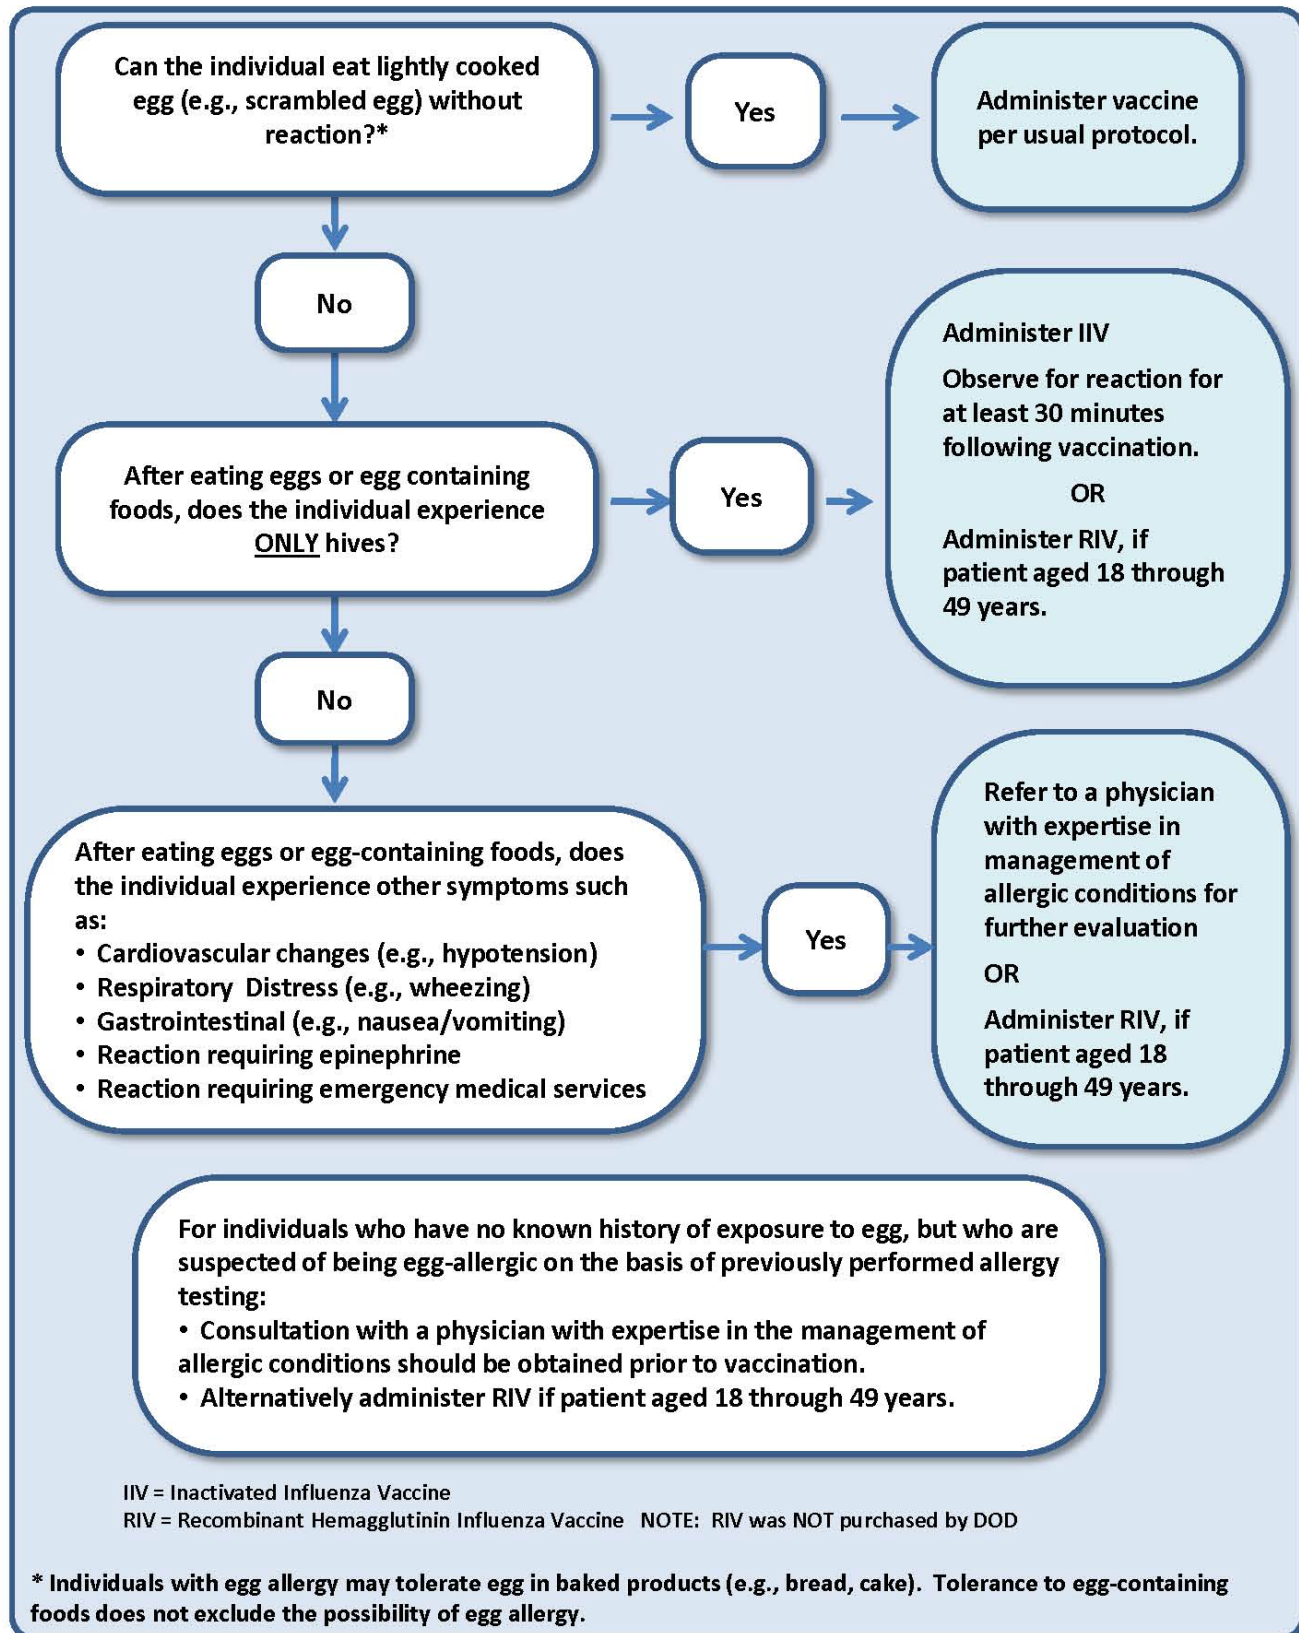 Can the individual eat lightly cooked
egg (e.g., scrambled egg) without
reaction?*
Yes
Administer vaccine
per usual protocol.
No
After eating eggs or egg containing
foods, does the individual experience
ONLY hives?
Yes
Administer IIV
Observe for reaction for
at least 30 minutes
following vaccination.
OR
Administer RIV, if
patient aged 18 through
49 years.
No
After eating eggs or egg-containing foods, does
the individual experience other symptoms such
as:
• Cardiovascular changes (e.g., hypotension)
• Respiratory Distress (e.g., wheezing)
• Gastrointestinal (e.g., nausea/vomiting)
• Reaction requiring epinephrine
• Reaction requiring emergency medical services
Yes
Refer to a physician
with expertise in
management of
allergic conditions for
further evaluation
OR
Administer RIV, if
patient aged 18
through 49 years.
For individuals who have no known history of exposure to egg, but who are
suspected of being egg-allergic on the basis of previously performed allergy
testing:
• Consultation with a physician with expertise in the management of
allergic conditions should be obtained prior to vaccination.
• Alternatively administer RIV if patient aged 18 through 49 years.
IIV = Inactivated Influenza Vaccine
RIV = Recombinant Hemagglutinin Influenza Vaccine NOTE: RIV was NOT purchased by DOD
* Individuals with egg allergy may tolerate egg in baked products (e.g., bread, cake). Tolerance to egg-containing
foods does not exclude the possibility of egg allergy.